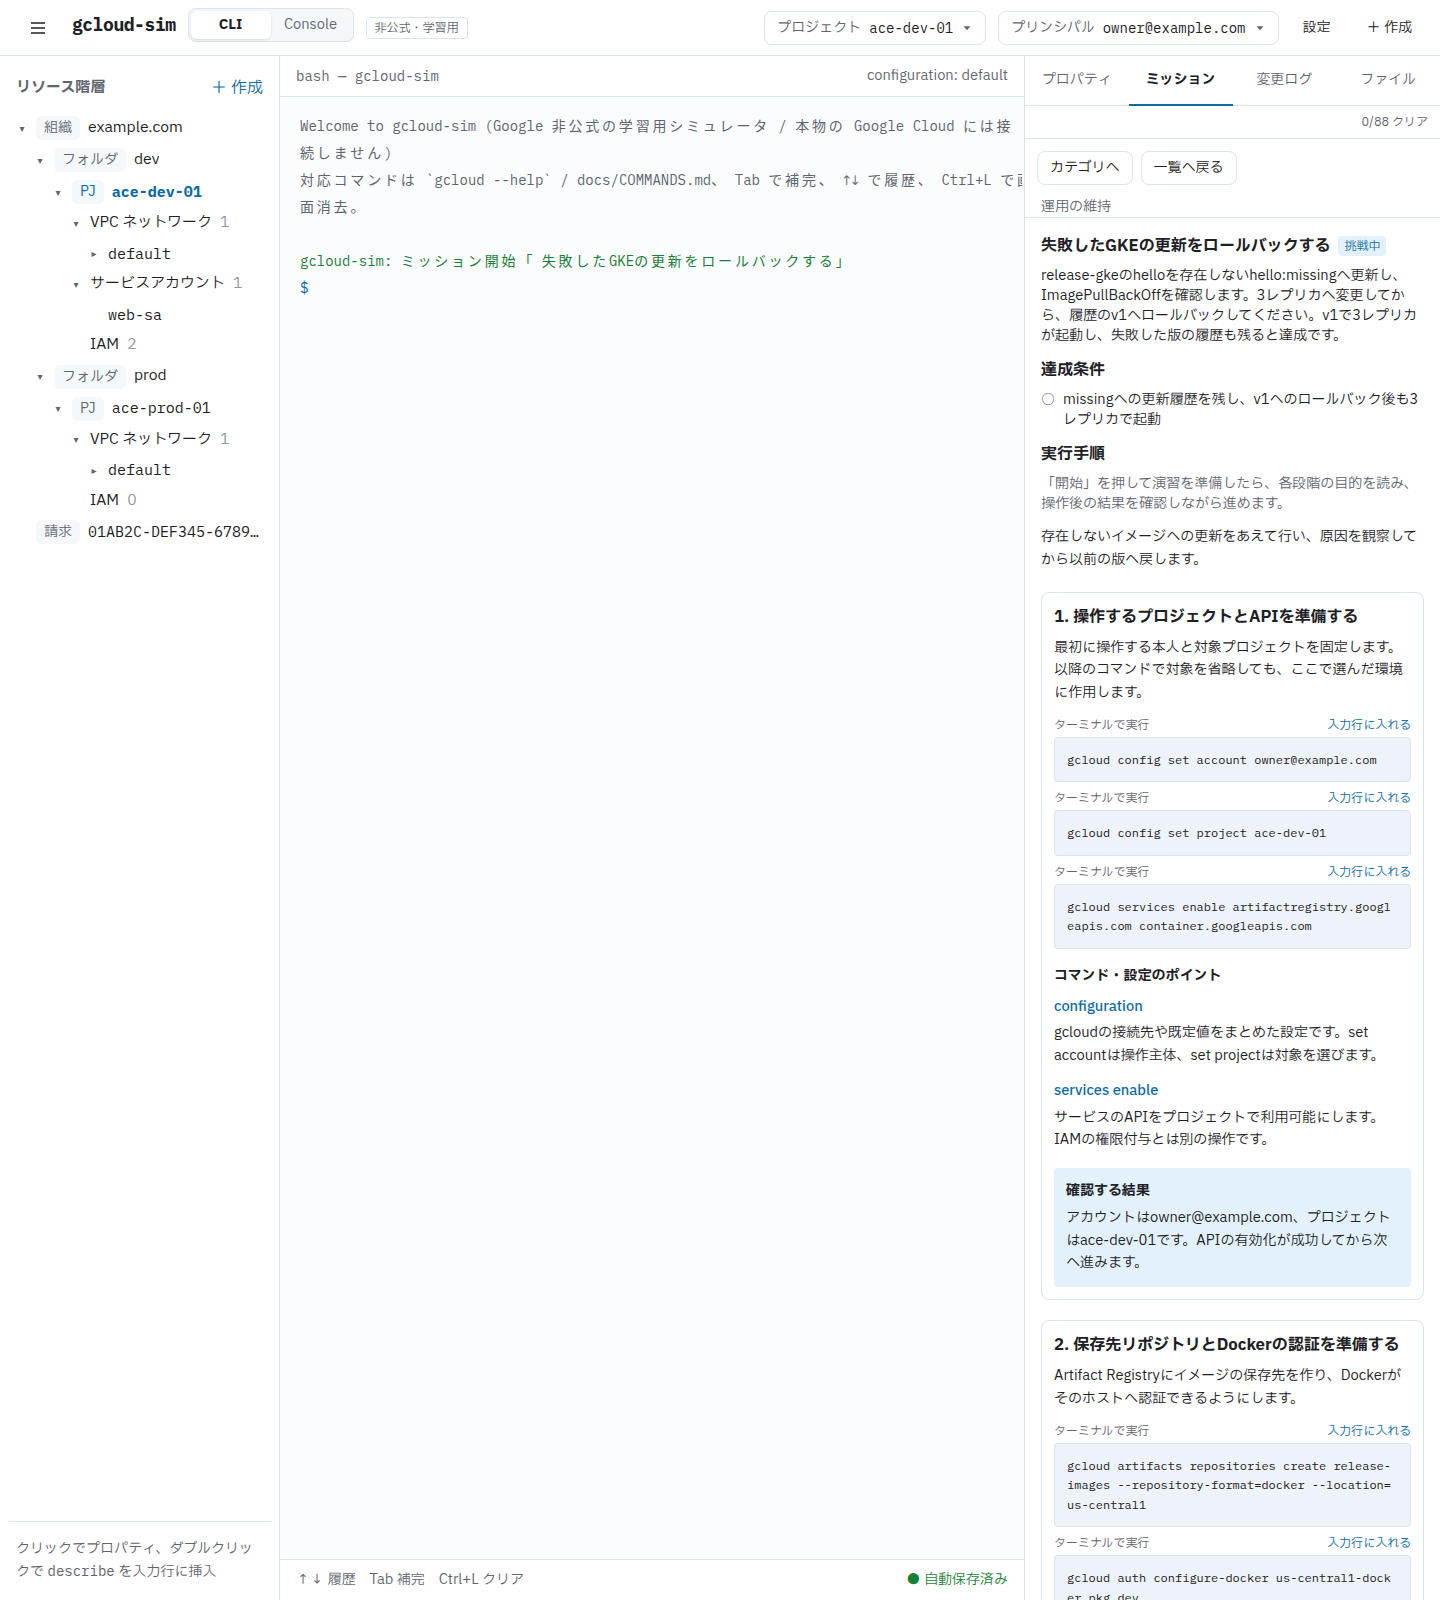 gcloud-sim
CLI
Console
非公式・学習用
プロジェクト ace-dev-01
プリンシパル owner@example.com
設定
＋ 作成
リソース階層
＋ 作成
組織 example.com
フォルダ dev
PJ ace-dev-01
VPC ネットワーク 1
default
サービスアカウント 1
web-sa
IAM 2
フォルダ prod
PJ ace-prod-01
VPC ネットワーク 1
default
IAM 0
請求 01AB2C-DEF345-6789…
クリックでプロパティ、ダブルクリッ
クで describe を入力行に挿入
bash — gcloud-sim
configuration: default
Welcome to gcloud-sim (Google 非公式の学習用シミュレータ / 本物の Google Cloud には接
続しません)
対応コマンドは `gcloud --help` / docs/COMMANDS.md、 Tab で補完、 ↑↓ で履歴、 Ctrl+L で画
面消去。
gcloud-sim: ミッション開始「 失敗したGKEの更新をロールバックする」
$
↑ ↓ 履歴 Tab 補完 Ctrl+L クリア
● 自動保存済み
プロパティ
ミッション
変更ログ
ファイル
0/88 クリア
カテゴリへ
一覧へ戻る
運用の維持
失敗したGKEの更新をロールバックする 挑戦中
release-gkeのhelloを存在しないhello:missingへ更新し、
ImagePullBackOffを確認します。3レプリカへ変更してか
ら、履歴のv1へロールバックしてください。v1で3レプリカ
が起動し、失敗した版の履歴も残ると達成です。
達成条件
○ missingへの更新履歴を残し、v1へのロールバック後も3
レプリカで起動
実行手順
「開始」を押して演習を準備したら、各段階の目的を読み、
操作後の結果を確認しながら進めます。
存在しないイメージへの更新をあえて行い、原因を観察して
から以前の版へ戻します。
1. 操作するプロジェクトとAPIを準備する
最初に操作する本人と対象プロジェクトを固定します。
以降のコマンドで対象を省略しても、ここで選んだ環境
に作用します。
ターミナルで実行 入力行に入れる
gcloud config set account owner@example.com
ターミナルで実行 入力行に入れる
gcloud config set project ace-dev-01
ターミナルで実行 入力行に入れる
gcloud services enable artifactregistry.googl
eapis.com container.googleapis.com
コマンド・設定のポイント
configuration
gcloudの接続先や既定値をまとめた設定です。set
accountは操作主体、set projectは対象を選びます。
services enable
サービスのAPIをプロジェクトで利用可能にします。
IAMの権限付与とは別の操作です。
確認する結果
アカウントはowner@example.com、プロジェクト
はace-dev-01です。APIの有効化が成功してから次
へ進みます。
2. 保存先リポジトリとDockerの認証を準備する
Artifact Registryにイメージの保存先を作り、Dockerが
そのホストへ認証できるようにします。
ターミナルで実行 入力行に入れる
gcloud artifacts repositories create release-
images --repository-format=docker --location=
us-central1
ターミナルで実行 入力行に入れる
gcloud auth configure-docker us-central1-dock
er.pkg.dev